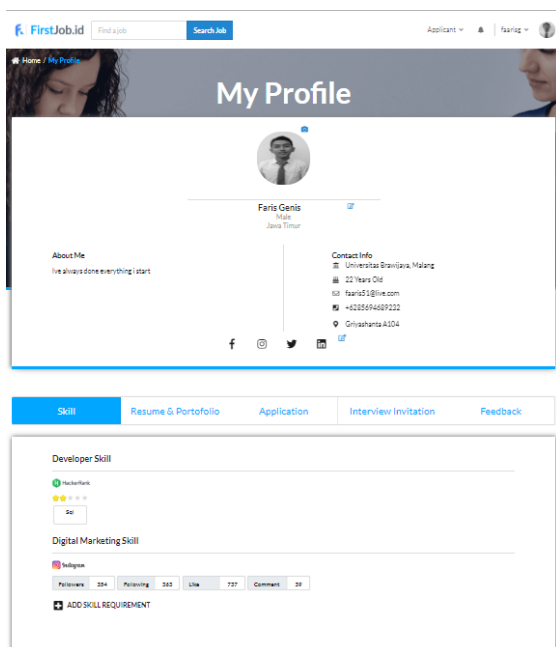 FirstJob.id
Find a job
Search Job
Applicant
faarisg
Home / My Profile
My Profile
Faris Genis
Male
Jawa Timur
About Me
Ive always done everything i start
Contact Info
Universitas Brawijaya, Malang
22 Years Old
faaris51@live.com
+6285694689232
Griyashanta A104
Skill
Resume & Portofolio
Application
Interview Invitation
Feedback
Developer Skill
HackerRank
Sql
Digital Marketing Skill
Instagram
Followers 334 Following 363 Like 737 Comment 39
ADD SKILL REQUIREMENT